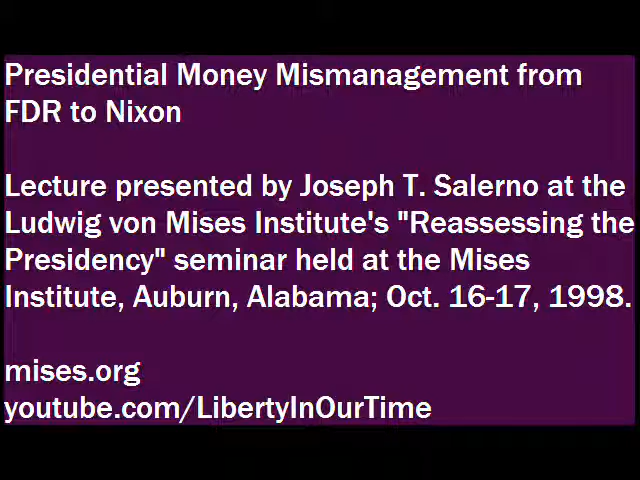 Presidential Money Mismanagement from
FDR to Nixon
Lecture presented by Joseph T. Salerno at the
Ludwig von Mises Institute's "Reassessing the
Presidency" seminar held at the Mises
Institute, Auburn, Alabama; Oct. 16-17, 1998.
mises.org
youtube.com/LibertyInOurTime